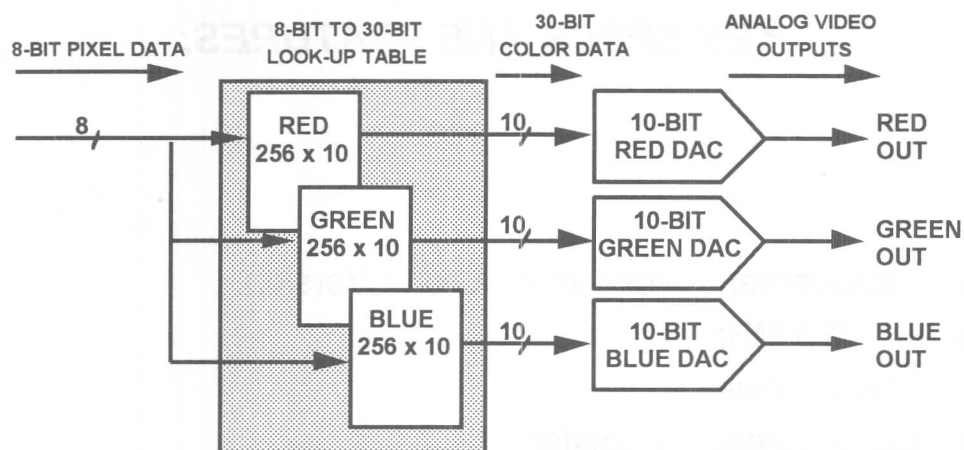 8-BIT PIXEL DATA
8-BIT TO 30-BIT
LOOK-UP TABLE
30-BIT
COLOR DATA
ANALOG VIDEO
OUTPUTS
8
RED
256 x 10
10
10-BIT
RED DAC
RED
OUT
GREEN
256 x 10
10
10-BIT
GREEN DAC
GREEN
OUT
BLUE
256 x 10
10
10-BIT
BLUE DAC
BLUE
OUT